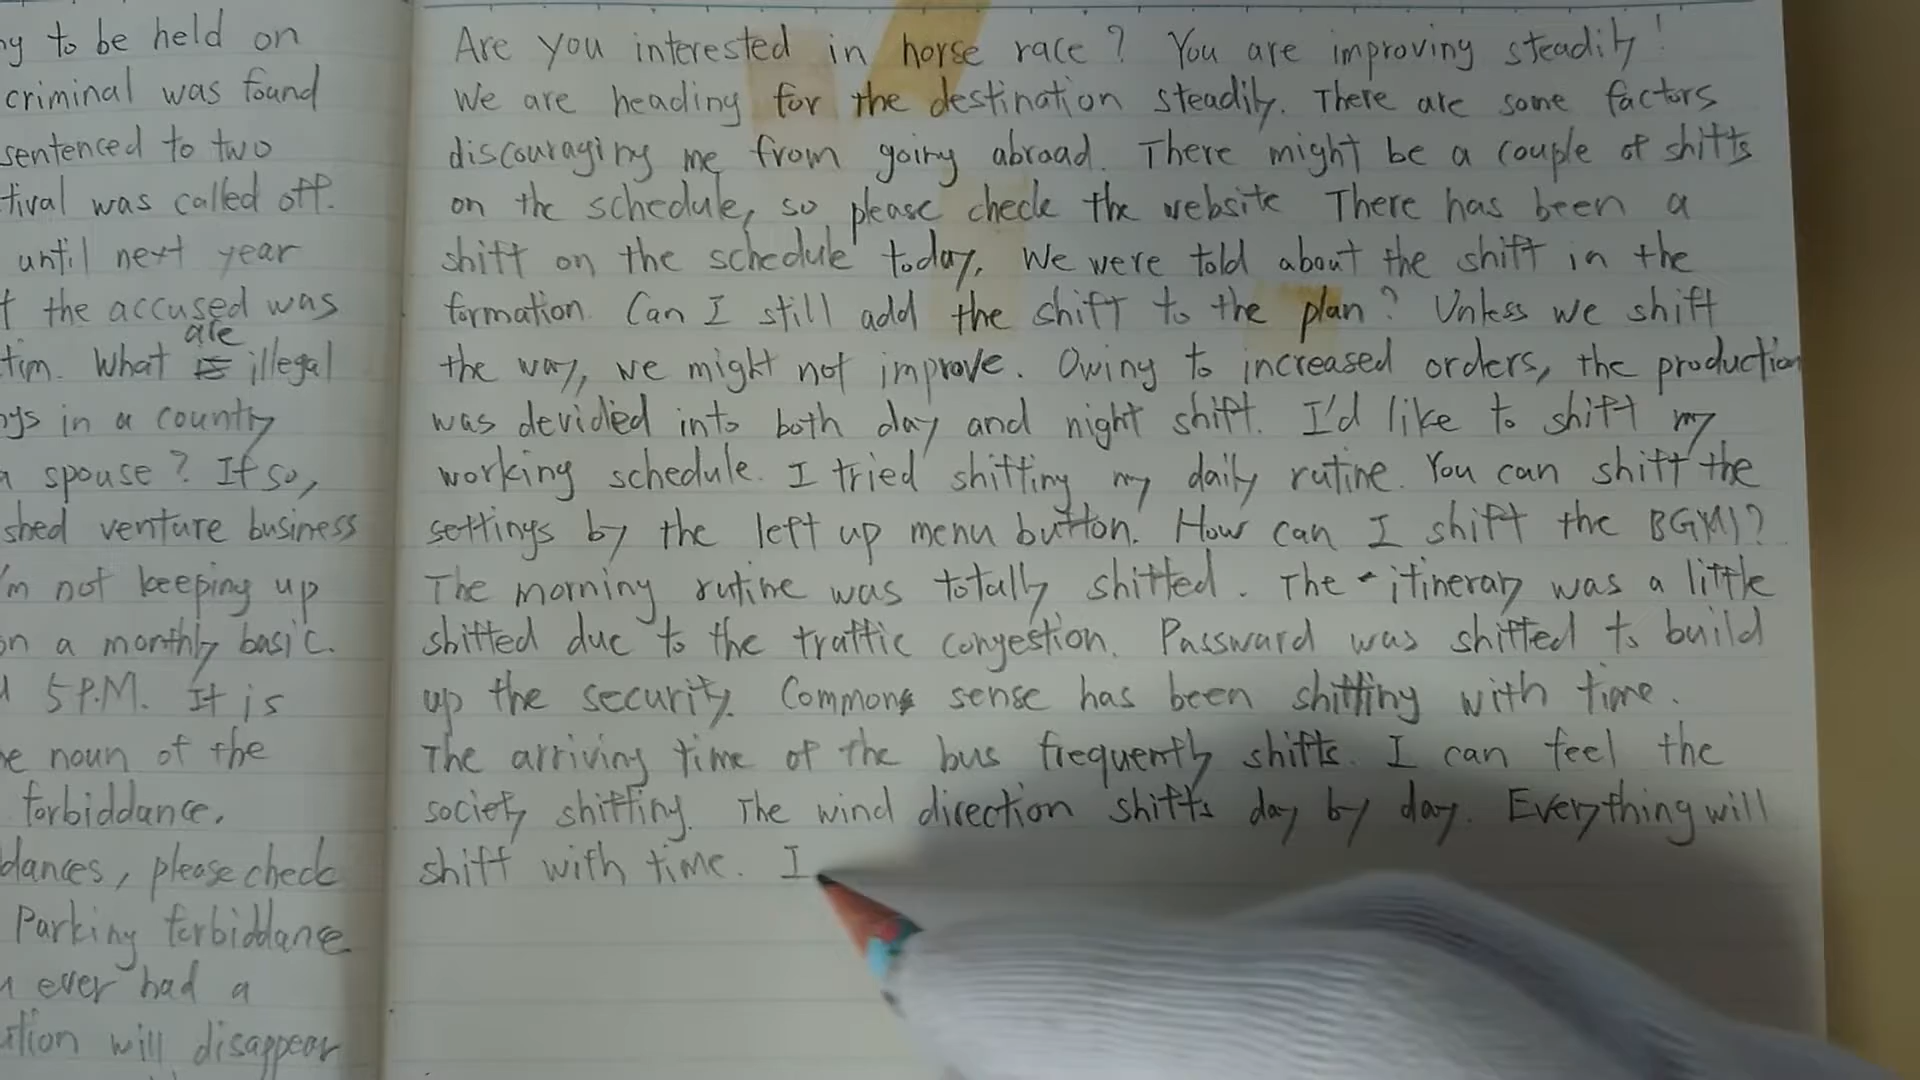 ny to be held on
criminal was found
sentenced to two
tival was called off.
until next year
t the accused was
are
tim. What is illegal
ys in a country
a spouse? If so,
shed venture business
'm not keeping up
on a monthly basic.
5 P.M. It is
e noun of the
forbiddance.
dances, please check
Parking forbiddance
ever had a
ution will disappear
Are you interested in horse race? You are improving steadily!
We are heading for the destination steadily. There are some factors
discouraging me from going abroad. There might be a couple of shifts
on the schedule, so please check the website There has been a
shift on the schedule today. We were told about the shift in the
formation. Can I still add the shift to the plan? Unless we shift
the way, we might not improve. Owing to increased orders, the production
was devided into both day and night shift. I'd like to shift my
working schedule. I tried shifting my daily rutine. You can shift the
settings by the left up menu button. How can I shift the BGM?
The morning rutine was totally shifted. The itinerary was a little
shifted due to the traffic congestion. Passward was shifted to build
up the security. Common sense has been shifting with time.
The arriving time of the bus frequently shifts. I can feel the
society shifting. The wind direction shifts day by day. Everything will
shift with time. I